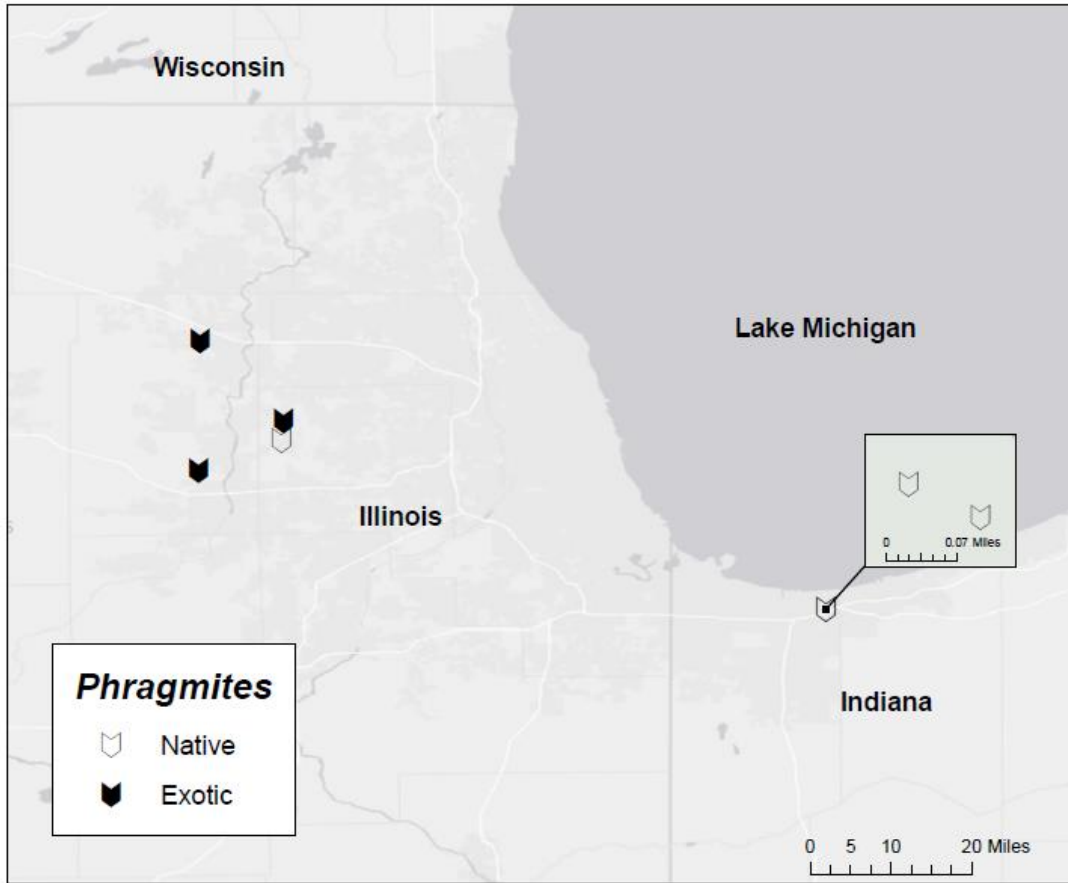 Wisconsin
Lake Michigan
0 0.07 Miles
Illinois
Indiana
Phragmites
Native
Exotic
0 5 10 20 Miles